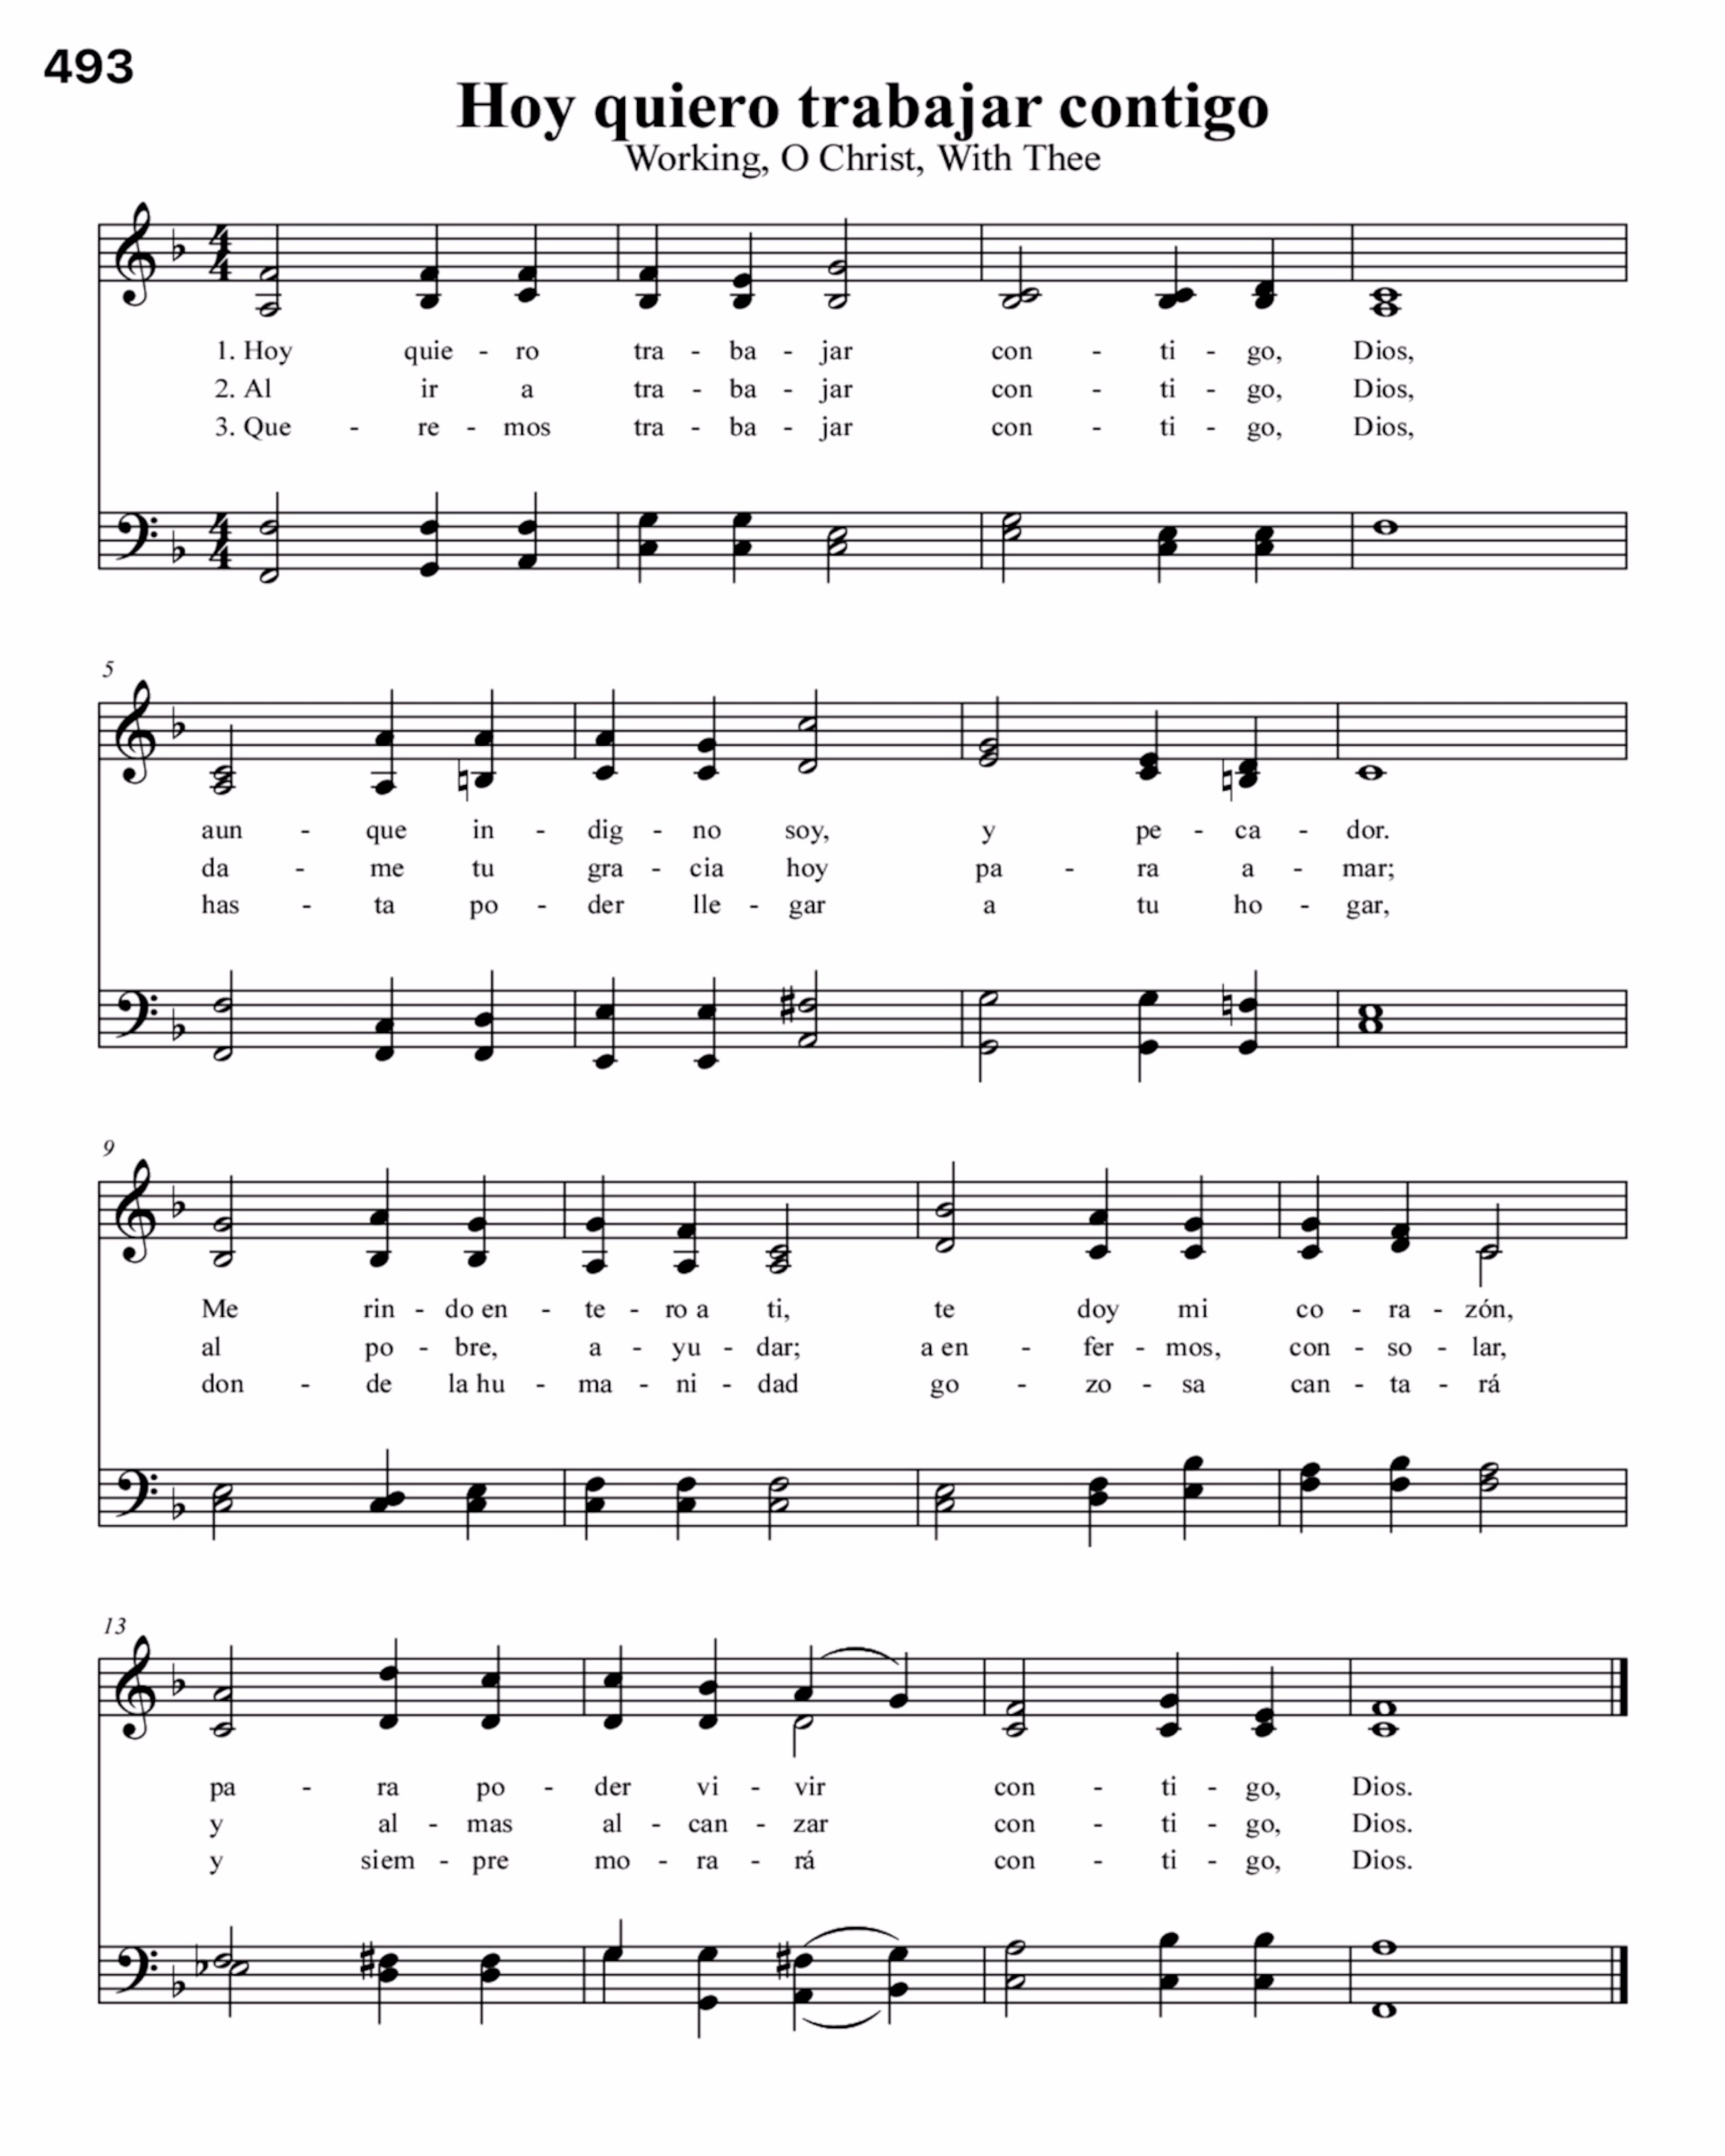 493
Hoy quiero trabajar contigo
Working, O Christ, With Thee
1. Hoy quie - ro tra - ba - jar con - ti - go, Dios,
2. Al ir a tra - ba - jar con - ti - go, Dios,
3. Que - re - mos tra - ba - jar con - ti - go, Dios,
5
aun - que in - dig - no soy, y pe - ca - dor.
da - me tu gra - cia hoy pa - ra a - mar;
has - ta po - der lle - gar a tu ho - gar,
9
Me rin - do en - te - ro a ti, te doy mi co - ra - zón,
al po - bre, a - yu - dar; a en - fer - mos, con - so - lar,
don - de la hu - ma - ni - dad go - zo - sa can - ta - rá
13
pa - ra po - der vi - vir con - ti - go, Dios.
y al - mas al - can - zar con - ti - go, Dios.
y siem - pre mo - ra - rá con - ti - go, Dios.